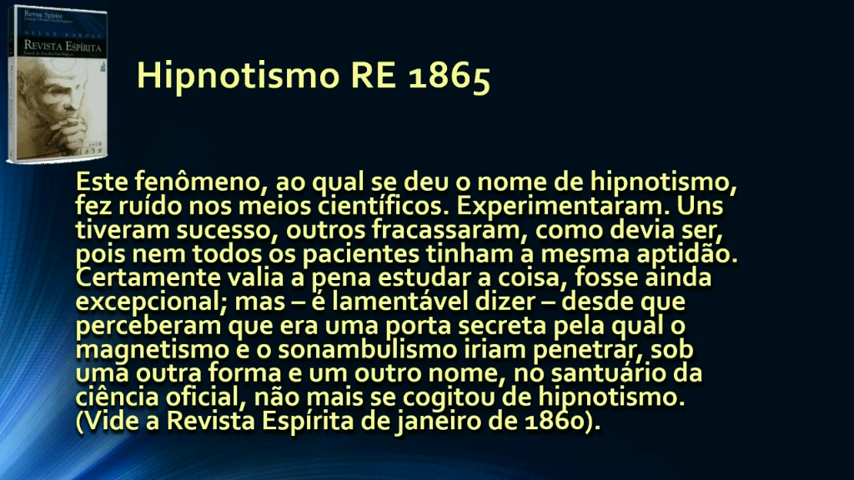 Revue Spirite
ALLAN KARDEC
REVISTA ESPÍRITA
Hipnotismo RE 1865
Este fenômeno, ao qual se deu o nome de hipnotismo,
fez ruído nos meios científicos. Experimentaram. Uns
tiveram sucesso, outros fracassaram, como devia ser,
pois nem todos os pacientes tinham a mesma aptidão.
Certamente valia a pena estudar a coisa, fosse ainda
excepcional; mas – é lamentável dizer – desde que
perceberam que era uma porta secreta pela qual o
magnetismo e o sonambulismo iriam penetrar, sob
uma outra forma e um outro nome, no santuário da
ciência oficial, não mais se cogitou de hipnotismo.
(Vide a Revista Espírita de janeiro de 1860).